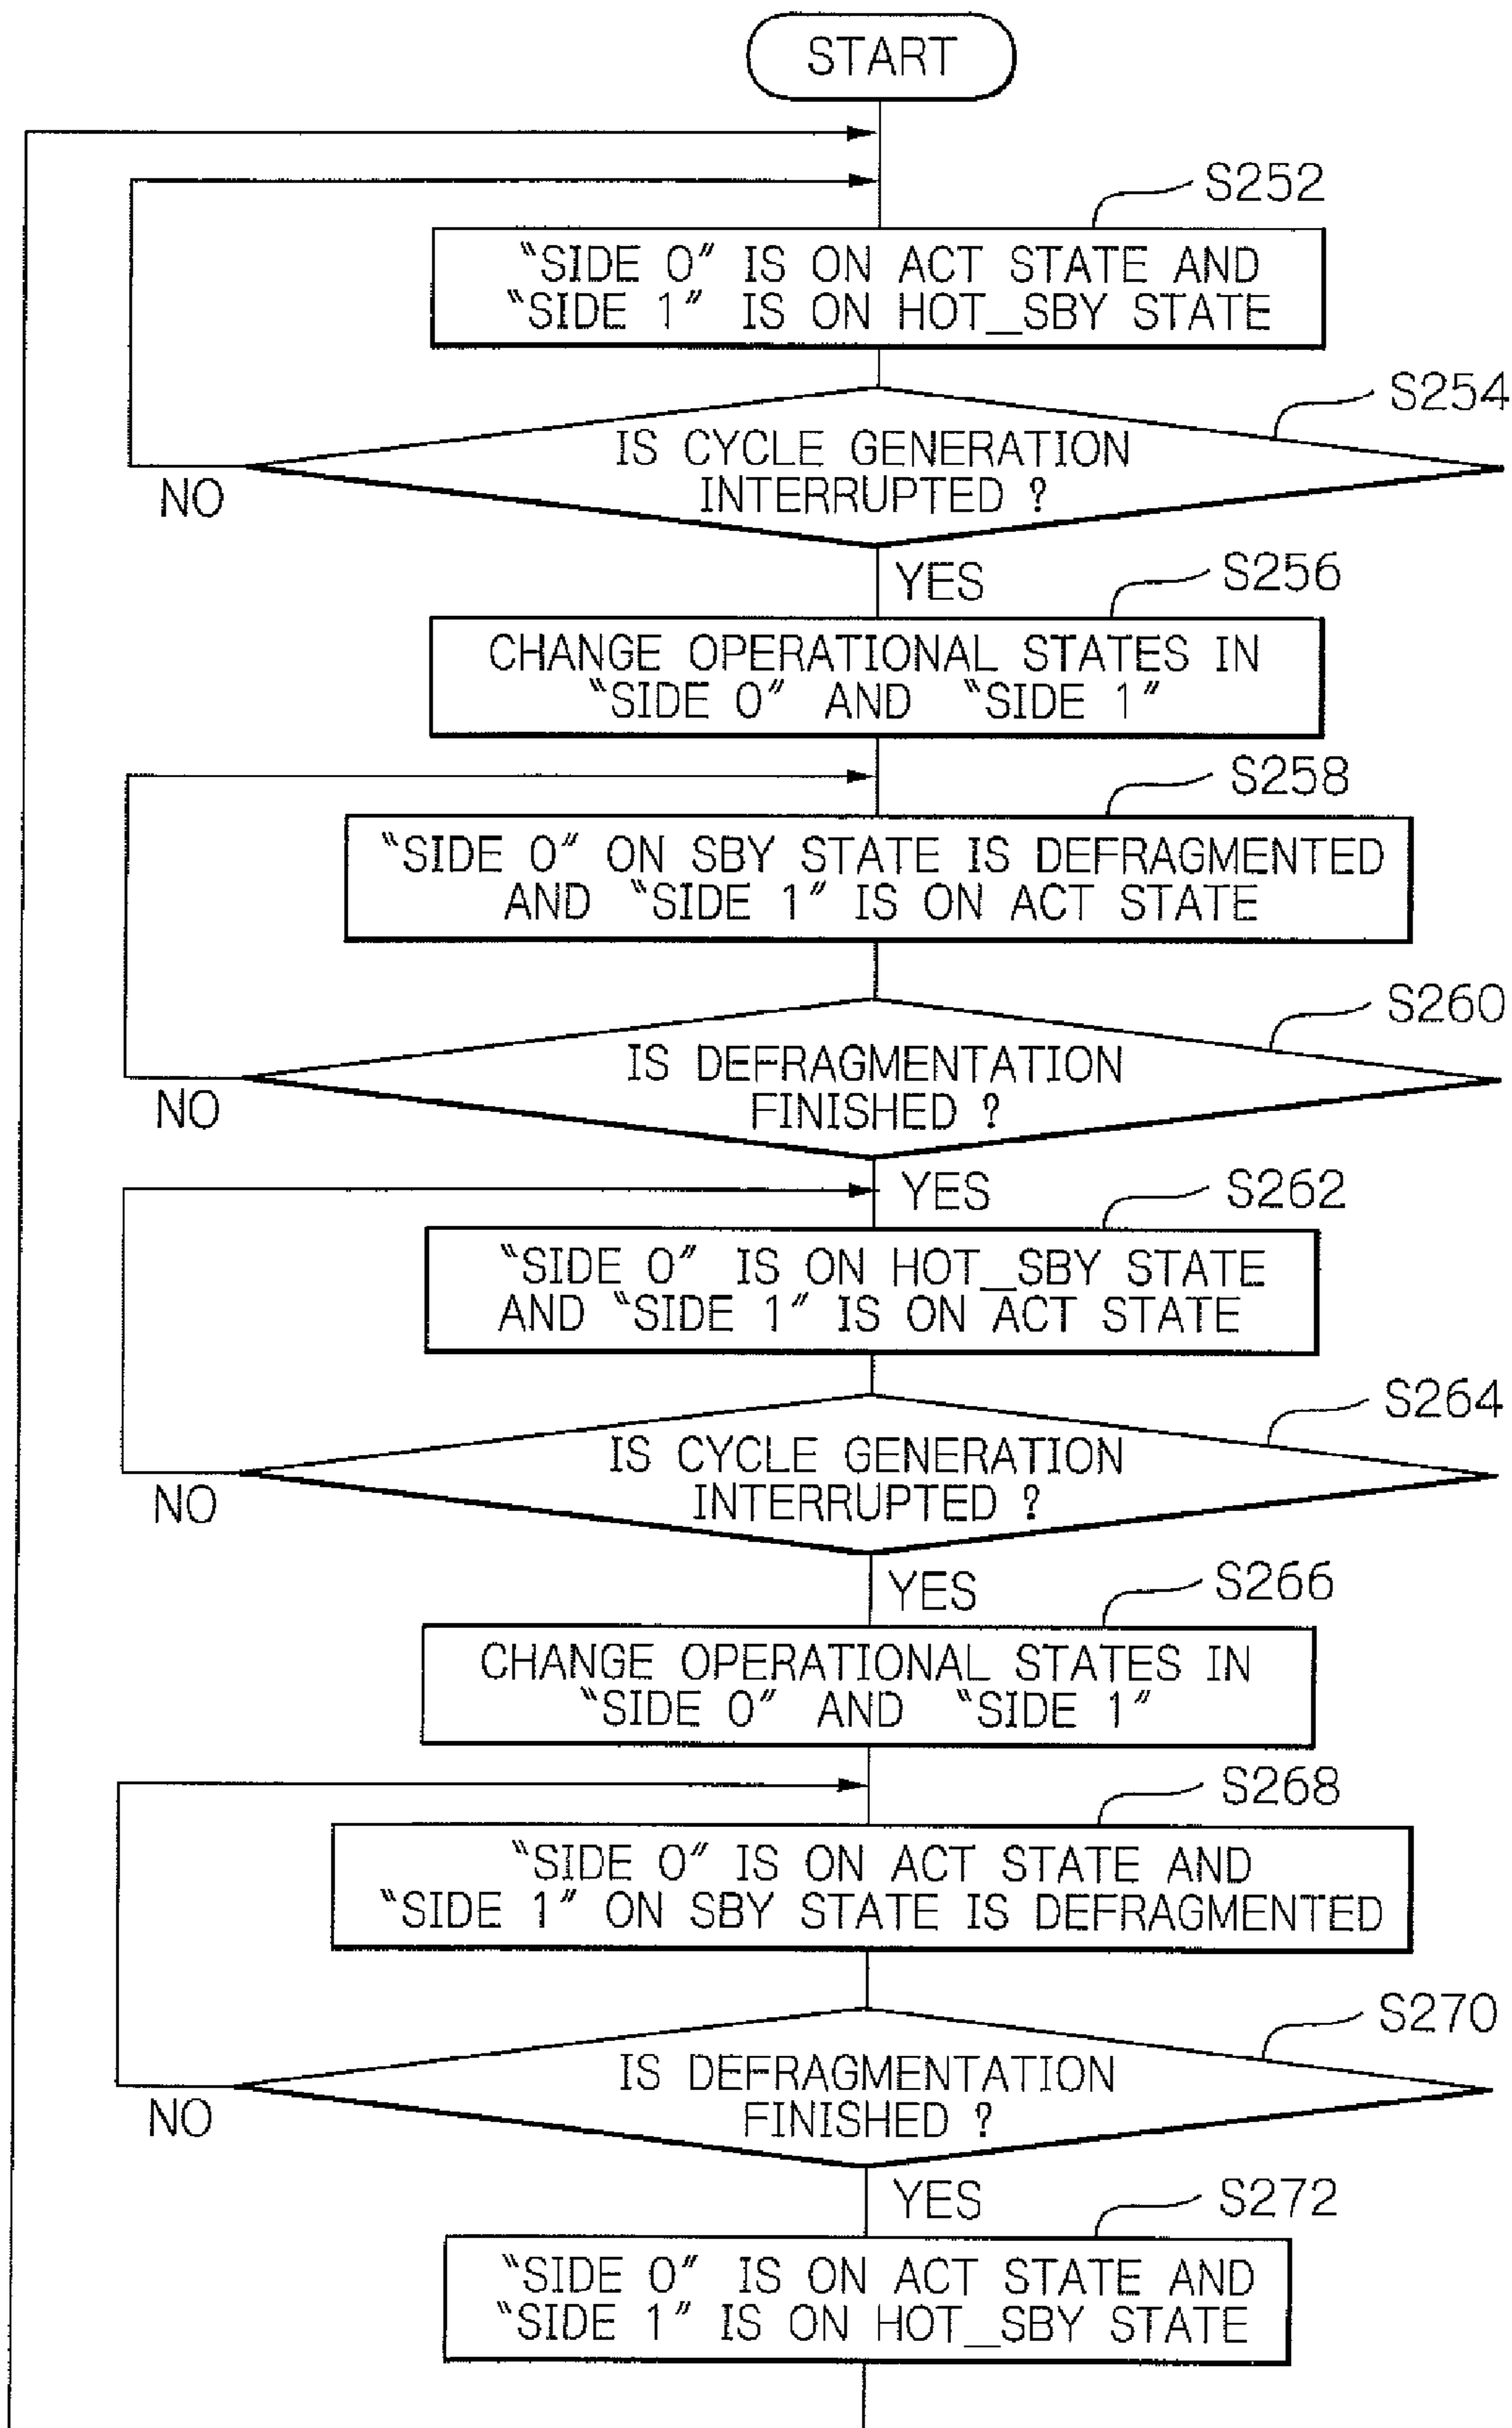 START
S252
"SIDE 0" IS ON ACT STATE AND
"SIDE 1" IS ON HOT_SBY STATE
S254
IS CYCLE GENERATION
INTERRUPTED ?
NO
YES
S256
CHANGE OPERATIONAL STATES IN
"SIDE 0" AND "SIDE 1"
S258
"SIDE 0" ON SBY STATE IS DEFRAGMENTED
AND "SIDE 1" IS ON ACT STATE
S260
IS DEFRAGMENTATION
FINISHED ?
NO
YES
S262
"SIDE 0" IS ON HOT_SBY STATE
AND "SIDE 1" IS ON ACT STATE
S264
IS CYCLE GENERATION
INTERRUPTED ?
NO
YES
S266
CHANGE OPERATIONAL STATES IN
"SIDE 0" AND "SIDE 1"
S268
"SIDE 0" IS ON ACT STATE AND
"SIDE 1" ON SBY STATE IS DEFRAGMENTED
S270
IS DEFRAGMENTATION
FINISHED ?
NO
YES
S272
"SIDE 0" IS ON ACT STATE AND
"SIDE 1" IS ON HOT_SBY STATE